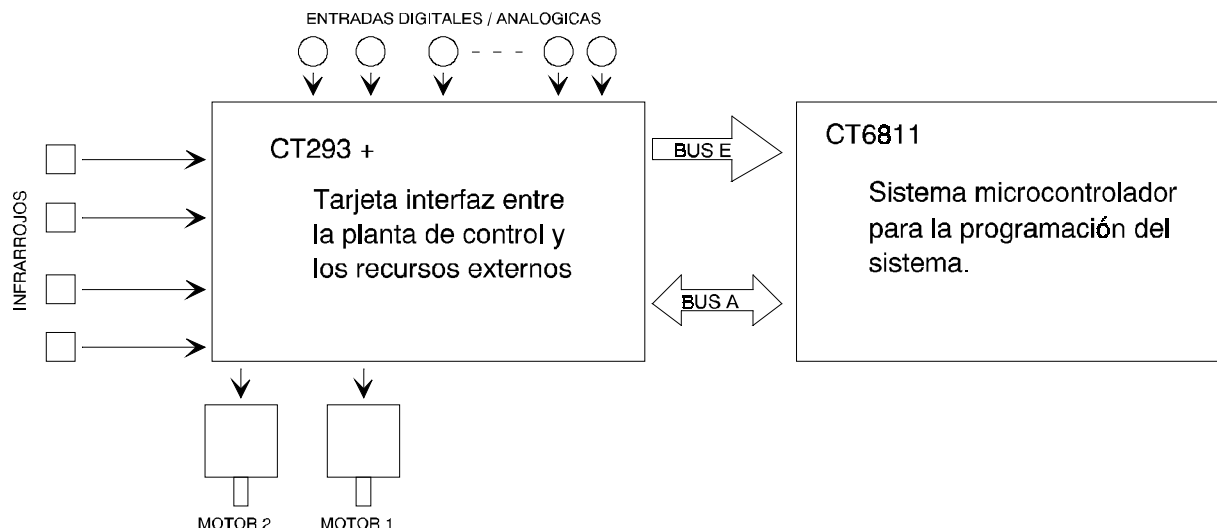 ENTRADAS DIGITALES / ANALOGICAS
CT293 +
Tarjeta interfaz entre
la planta de control y
los recursos externos
BUS E
BUS A
CT6811
Sistema microcontrolador
para la programación del
sistema.
INFRARROJOS
MOTOR 2
MOTOR 1